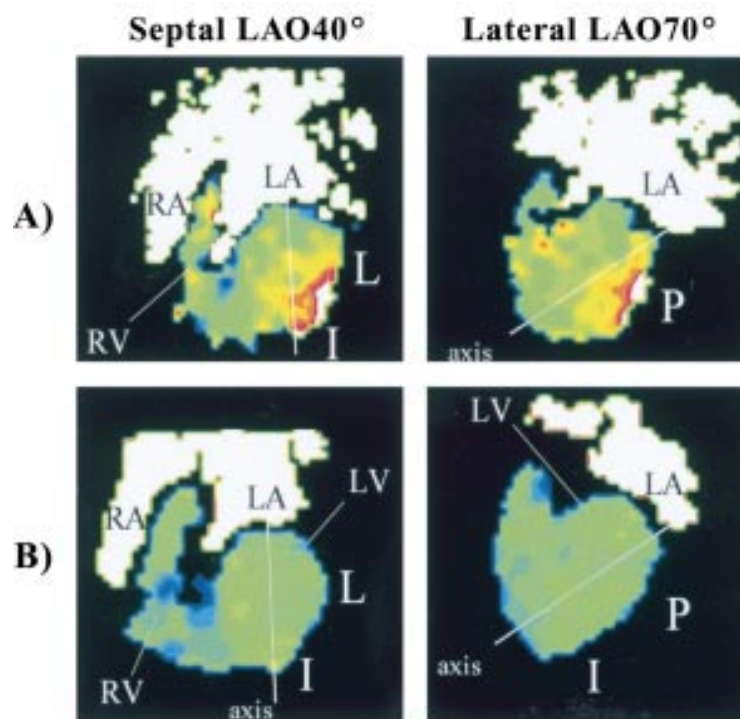 Septal LAO40° Lateral LAO70°
A)
RA LA
L
RV I
LA
P
axis
B)
LV
RA LA
L
RV I
axis
LV
LA
P
axis
I